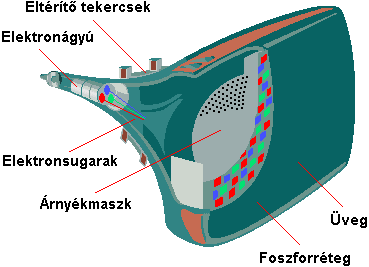 Eltérítő tekercsek
Elektronágyú
Elektronsugarak
Árnyékmaszk
Üveg
Foszforréteg